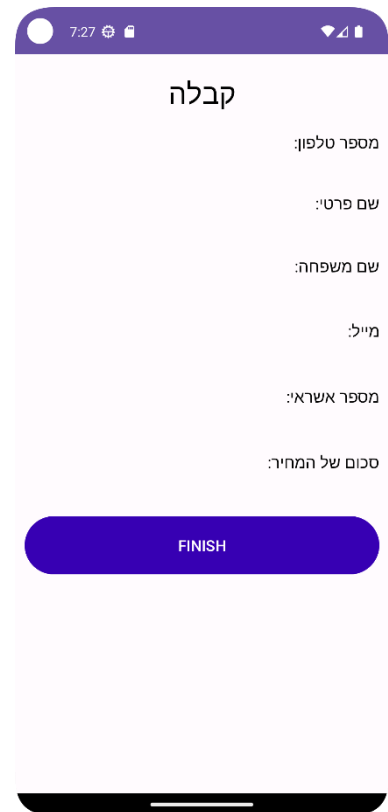 7:27
קבלה
מספר טלפון:
שם פרטי:
שם משפחה:
מייל:
מספר אשראי:
סכום של המחיר:
FINISH